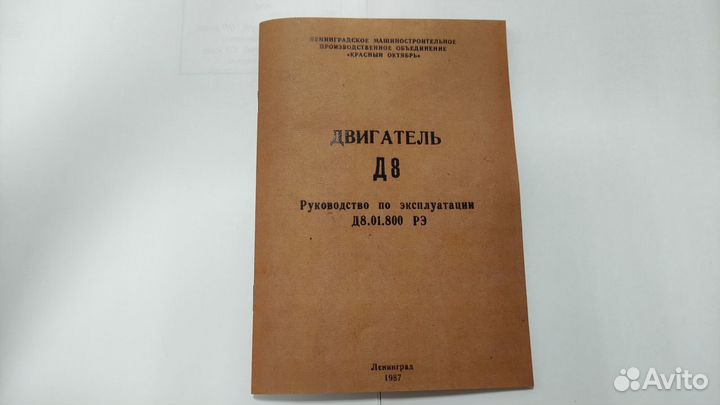 ЛЕНИНГРАДСКОЕ МАШИНОСТРОИТЕЛЬНОЕ
ПРОИЗВОДСТВЕННОЕ ОБЪЕДИНЕНИЕ
«КРАСНЫЙ ОКТЯБРЬ»
ДВИГАТЕЛЬ
Д8
Руководство по эксплуатации
Д8.01.800 РЭ
Ленинград
1987
Avito